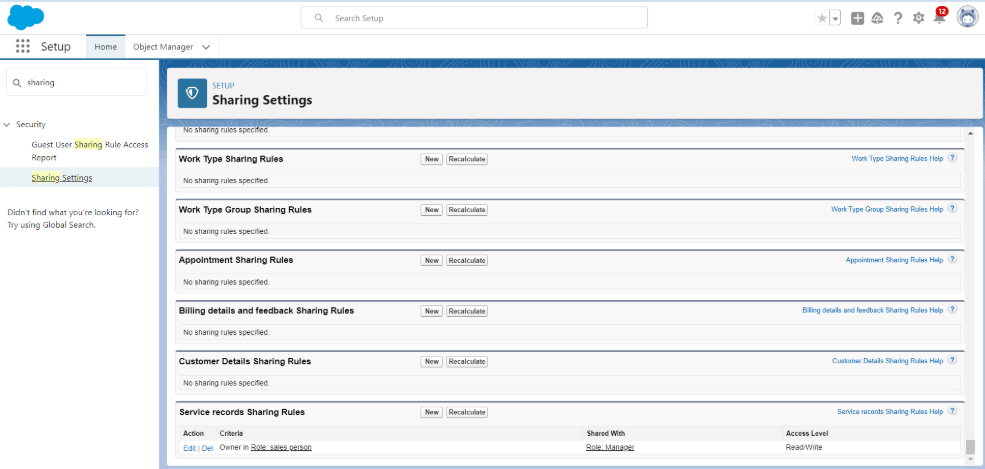 Search Setup
12
Setup
Home
Object Manager
sharing
Security
Guest User Sharing Rule Access
Report
Sharing Settings
Didn't find what you're looking for?
Try using Global Search.
SETUP
Sharing Settings
No sharing rules specified.
Work Type Sharing Rules New Recalculate Work Type Sharing Rules Help ?
No sharing rules specified.
Work Type Group Sharing Rules New Recalculate Work Type Group Sharing Rules Help ?
No sharing rules specified.
Appointment Sharing Rules New Recalculate Appointment Sharing Rules Help ?
No sharing rules specified.
Billing details and feedback Sharing Rules New Recalculate Billing details and feedback Sharing Rules Help ?
No sharing rules specified.
Customer Details Sharing Rules New Recalculate Customer Details Sharing Rules Help ?
No sharing rules specified.
Service records Sharing Rules New Recalculate Service records Sharing Rules Help ?
Action Criteria Shared With Access Level
Edit | Del Owner in Role: sales person Role: Manager Read/Write